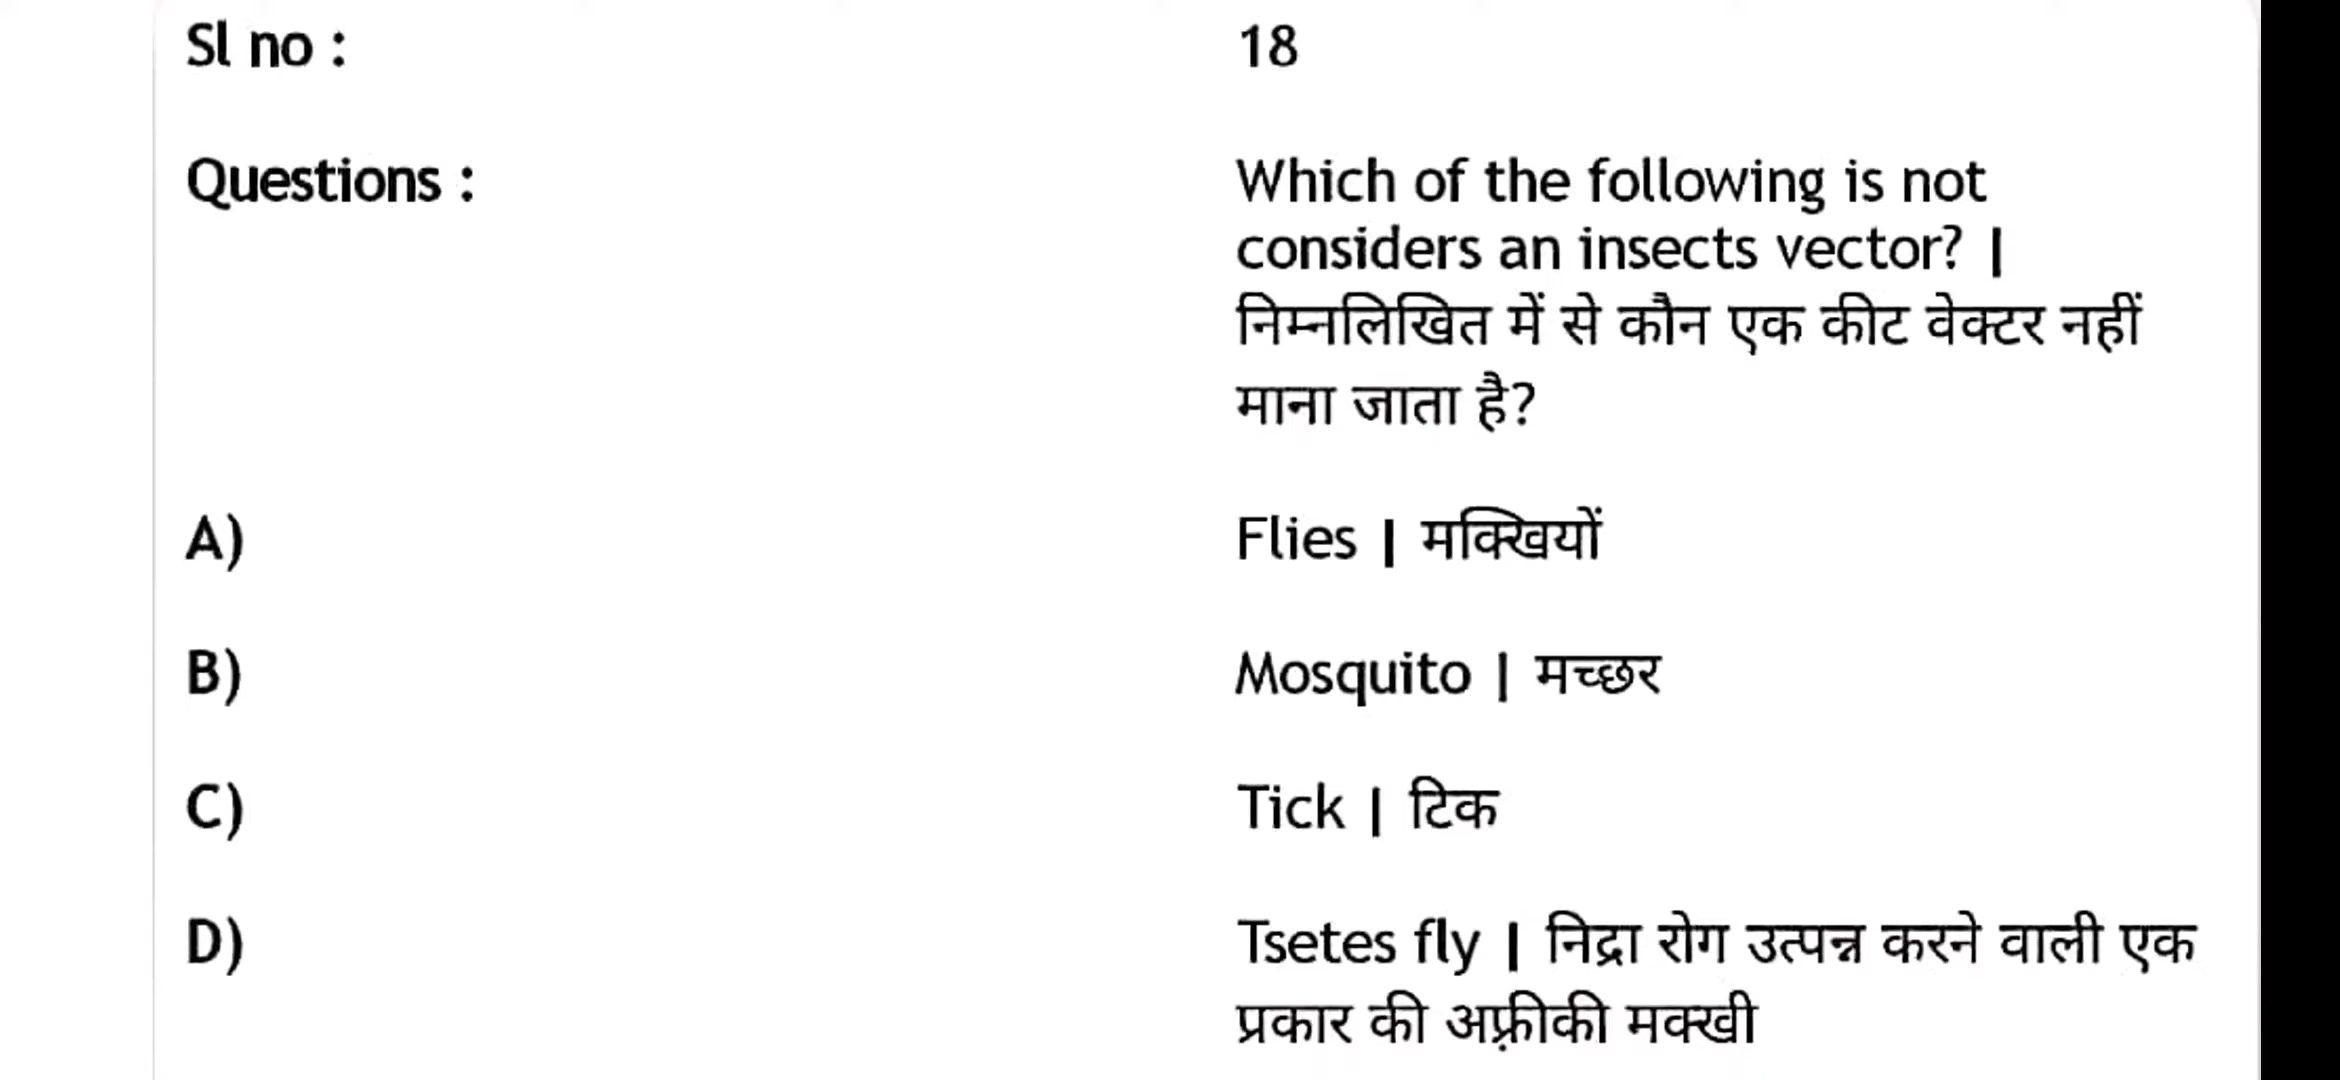 Sl no :
18
Questions :
Which of the following is not
considers an insects vector? |
निम्नलिखित में से कौन एक कीट वेक्टर नहीं
माना जाता है?
A)
Flies | मक्खियों
B)
Mosquito | मच्छर
C)
Tick | टिक
D)
Tsetes fly | निद्रा रोग उत्पन्न करने वाली एक
प्रकार की अफ़्रीकी मक्खी